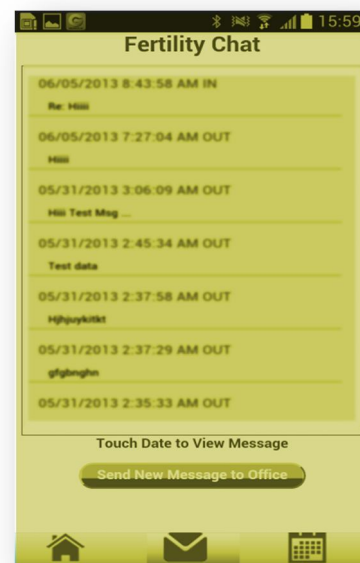 15:59
Fertility Chat
06/05/2013 8:43:58 AM IN
Re: Hiiii
06/05/2013 7:27:04 AM OUT
Hiiii
05/31/2013 3:06:09 AM OUT
Hiii Test Msg ...
05/31/2013 2:45:34 AM OUT
Test data
05/31/2013 2:37:58 AM OUT
Hjhjuykitkt
05/31/2013 2:37:29 AM OUT
gfgbnghn
05/31/2013 2:35:33 AM OUT
Touch Date to View Message
Send New Message to Office